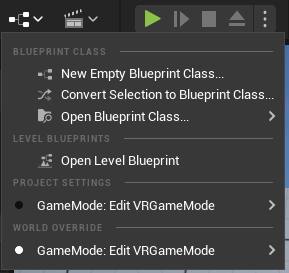 BLUEPRINT CLASS
New Empty Blueprint Class...
Convert Selection to Blueprint Class...
Open Blueprint Class...
LEVEL BLUEPRINTS
Open Level Blueprint
PROJECT SETTINGS
GameMode: Edit VRGameMode
WORLD OVERRIDE
GameMode: Edit VRGameMode